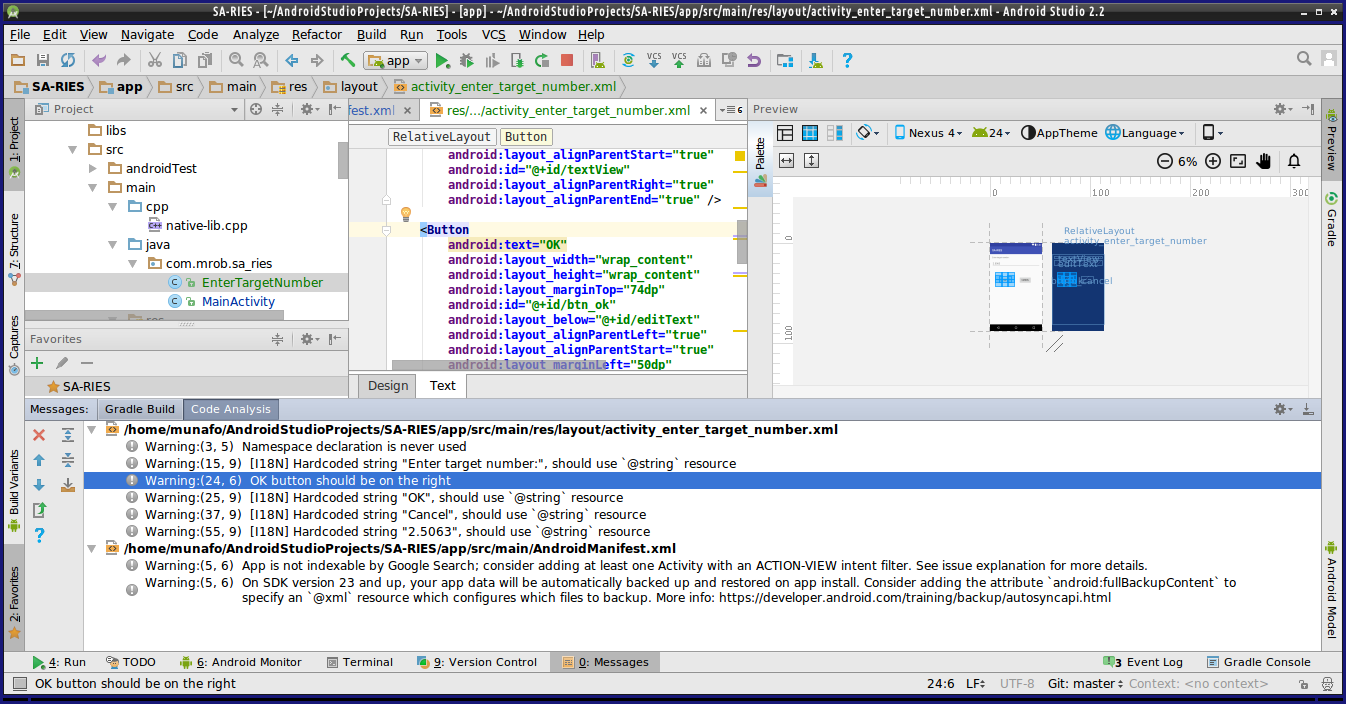 SA-RIES - [~/AndroidStudioProjects/SA-RIES] - [app] - ~/AndroidStudioProjects/SA-RIES/app/src/main/res/layout/activity_enter_target_number.xml - Android Studio 2.2
File Edit View Navigate Code Analyze Refactor Build Run Tools VCS Window Help
app
VCS VCS
SA-RIES app src main res layout activity_enter_target_number.xml
1: Project
7: Structure
Captures
Build Variants
2: Favorites
Project
libs
src
androidTest
main
cpp
native-lib.cpp
java
com.mrob.sa_ries
EnterTargetNumber
MainActivity
res
Favorites
SA-RIES
fest.xml res/.../activity_enter_target_number.xml 6
RelativeLayout Button
android:layout_alignParentStart="true"
android:id="@+id/textView"
android:layout_alignParentRight="true"
android:layout_alignParentEnd="true" />
<Button
android:text="OK"
android:layout_width="wrap_content"
android:layout_height="wrap_content"
android:layout_marginTop="74dp"
android:id="@+id/btn_ok"
android:layout_below="@+id/editText"
android:layout_alignParentLeft="true"
android:layout_alignParentStart="true"
android:layout_marginLeft="50dp"
Design Text
Preview
Palette
Nexus 4 24 AppTheme Language
6%
0 100 200 300
0
100
RelativeLayout
activity_enter_target_number
textView
editText
cancel
Preview
Gradle
Android Model
Messages: Gradle Build Code Analysis
/home/munafo/AndroidStudioProjects/SA-RIES/app/src/main/res/layout/activity_enter_target_number.xml
Warning:(3, 5) Namespace declaration is never used
Warning:(15, 9) [I18N] Hardcoded string "Enter target number:", should use `@string` resource
Warning:(24, 6) OK button should be on the right
Warning:(25, 9) [I18N] Hardcoded string "OK", should use `@string` resource
Warning:(37, 9) [I18N] Hardcoded string "Cancel", should use `@string` resource
Warning:(55, 9) [I18N] Hardcoded string "2.5063", should use `@string` resource
/home/munafo/AndroidStudioProjects/SA-RIES/app/src/main/AndroidManifest.xml
Warning:(5, 6) App is not indexable by Google Search; consider adding at least one Activity with an ACTION-VIEW intent filter. See issue explanation for more details.
Warning:(5, 6) On SDK version 23 and up, your app data will be automatically backed up and restored on app install. Consider adding the attribute `android:fullBackupContent` to
specify an `@xml` resource which configures which files to backup. More info: https://developer.android.com/training/backup/autosyncapi.html
4: Run TODO 6: Android Monitor Terminal 9: Version Control 0: Messages 3 Event Log Gradle Console
OK button should be on the right 24:6 LF UTF-8 Git: master Context: <no context>